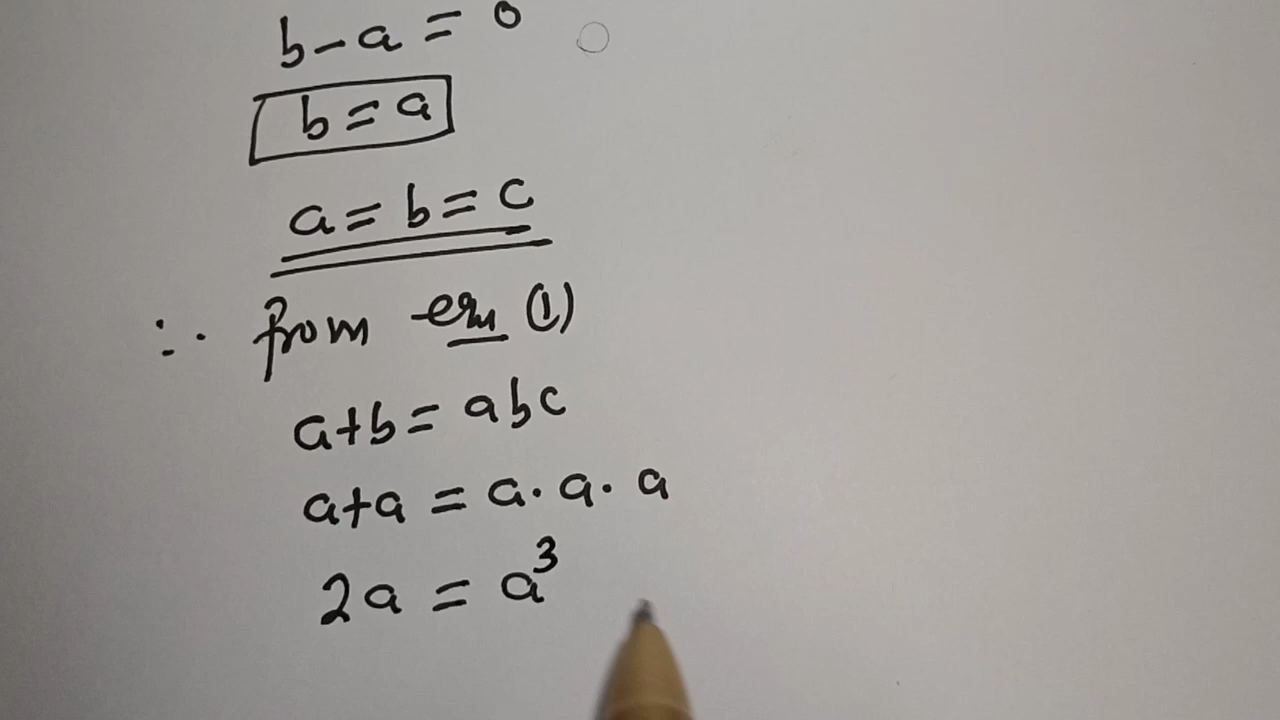 b-a = 0
b = a
a = b = c
∴ from eqn (1)
a+b = abc
a+a = a·a·a
2a = a³